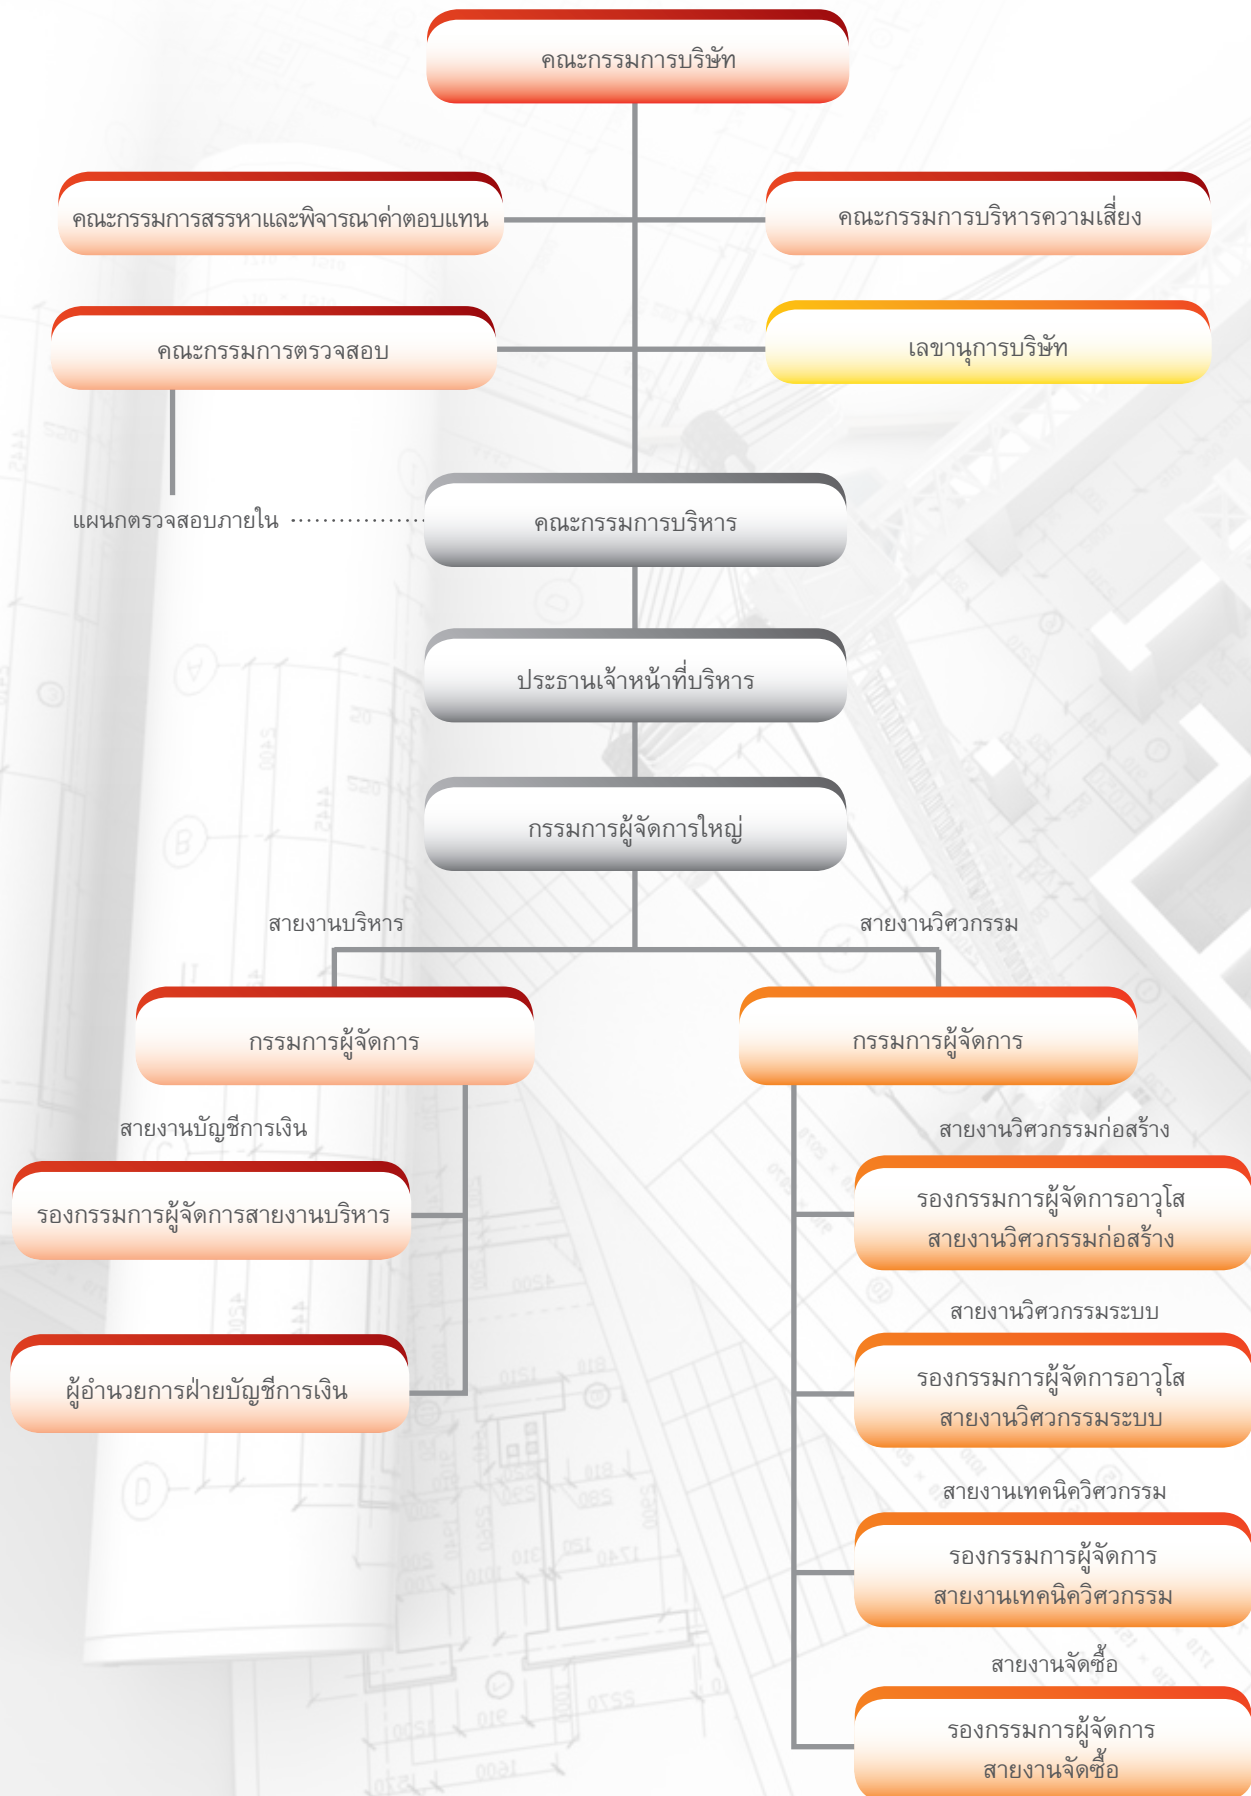 คณะกรรมการบริษัท
คณะกรรมการสรรหาและพิจารณาค่าตอบแทน
คณะกรรมการบริหารความเสี่ยง
คณะกรรมการตรวจสอบ
เลขานุการบริษัท
แผนกตรวจสอบภายใน
คณะกรรมการบริหาร
ประธานเจ้าหน้าที่บริหาร
กรรมการผู้จัดการใหญ่
สายงานบริหาร
สายงานวิศวกรรม
กรรมการผู้จัดการ
กรรมการผู้จัดการ
สายงานบัญชีการเงิน
รองกรรมการผู้จัดการสายงานบริหาร
ผู้อำนวยการฝ่ายบัญชีการเงิน
สายงานวิศวกรรมก่อสร้าง
รองกรรมการผู้จัดการอาวุโส
สายงานวิศวกรรมก่อสร้าง
สายงานวิศวกรรมระบบ
รองกรรมการผู้จัดการอาวุโส
สายงานวิศวกรรมระบบ
สายงานเทคนิควิศวกรรม
รองกรรมการผู้จัดการ
สายงานเทคนิควิศวกรรม
สายงานจัดซื้อ
รองกรรมการผู้จัดการ
สายงานจัดซื้อ